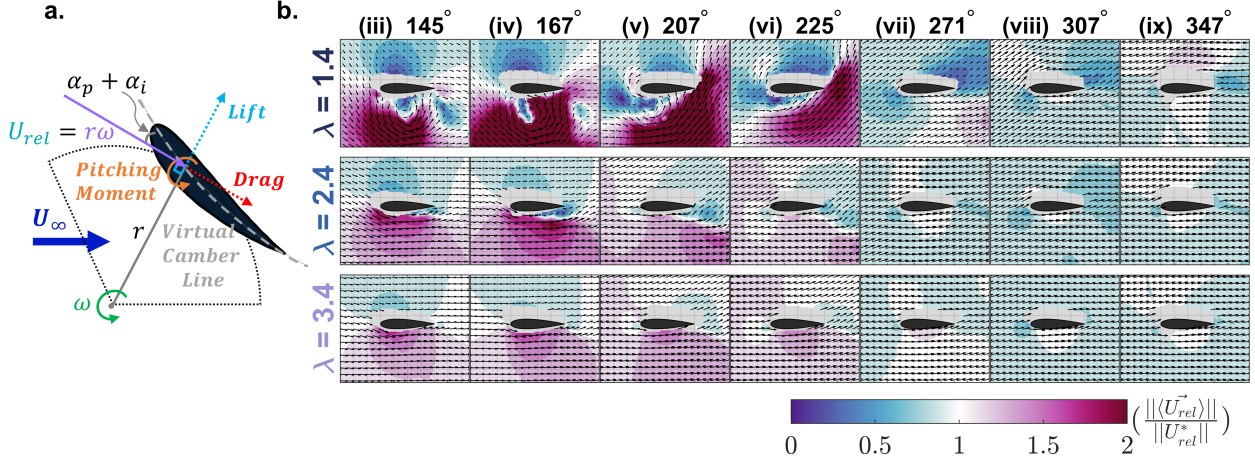 a.
α_p + α_i
U_rel = rω
Lift
Pitching
Moment
Drag
U_∞
r
Virtual
Camber
Line
ω
b.
(iii) 145° (iv) 167° (v) 207° (vi) 225° (vii) 271° (viii) 307° (ix) 347°
λ = 1.4
λ = 2.4
λ = 3.4
0 0.5 1 1.5 2
(||⟨U⃗_rel⟩|| / ||U*_rel||)